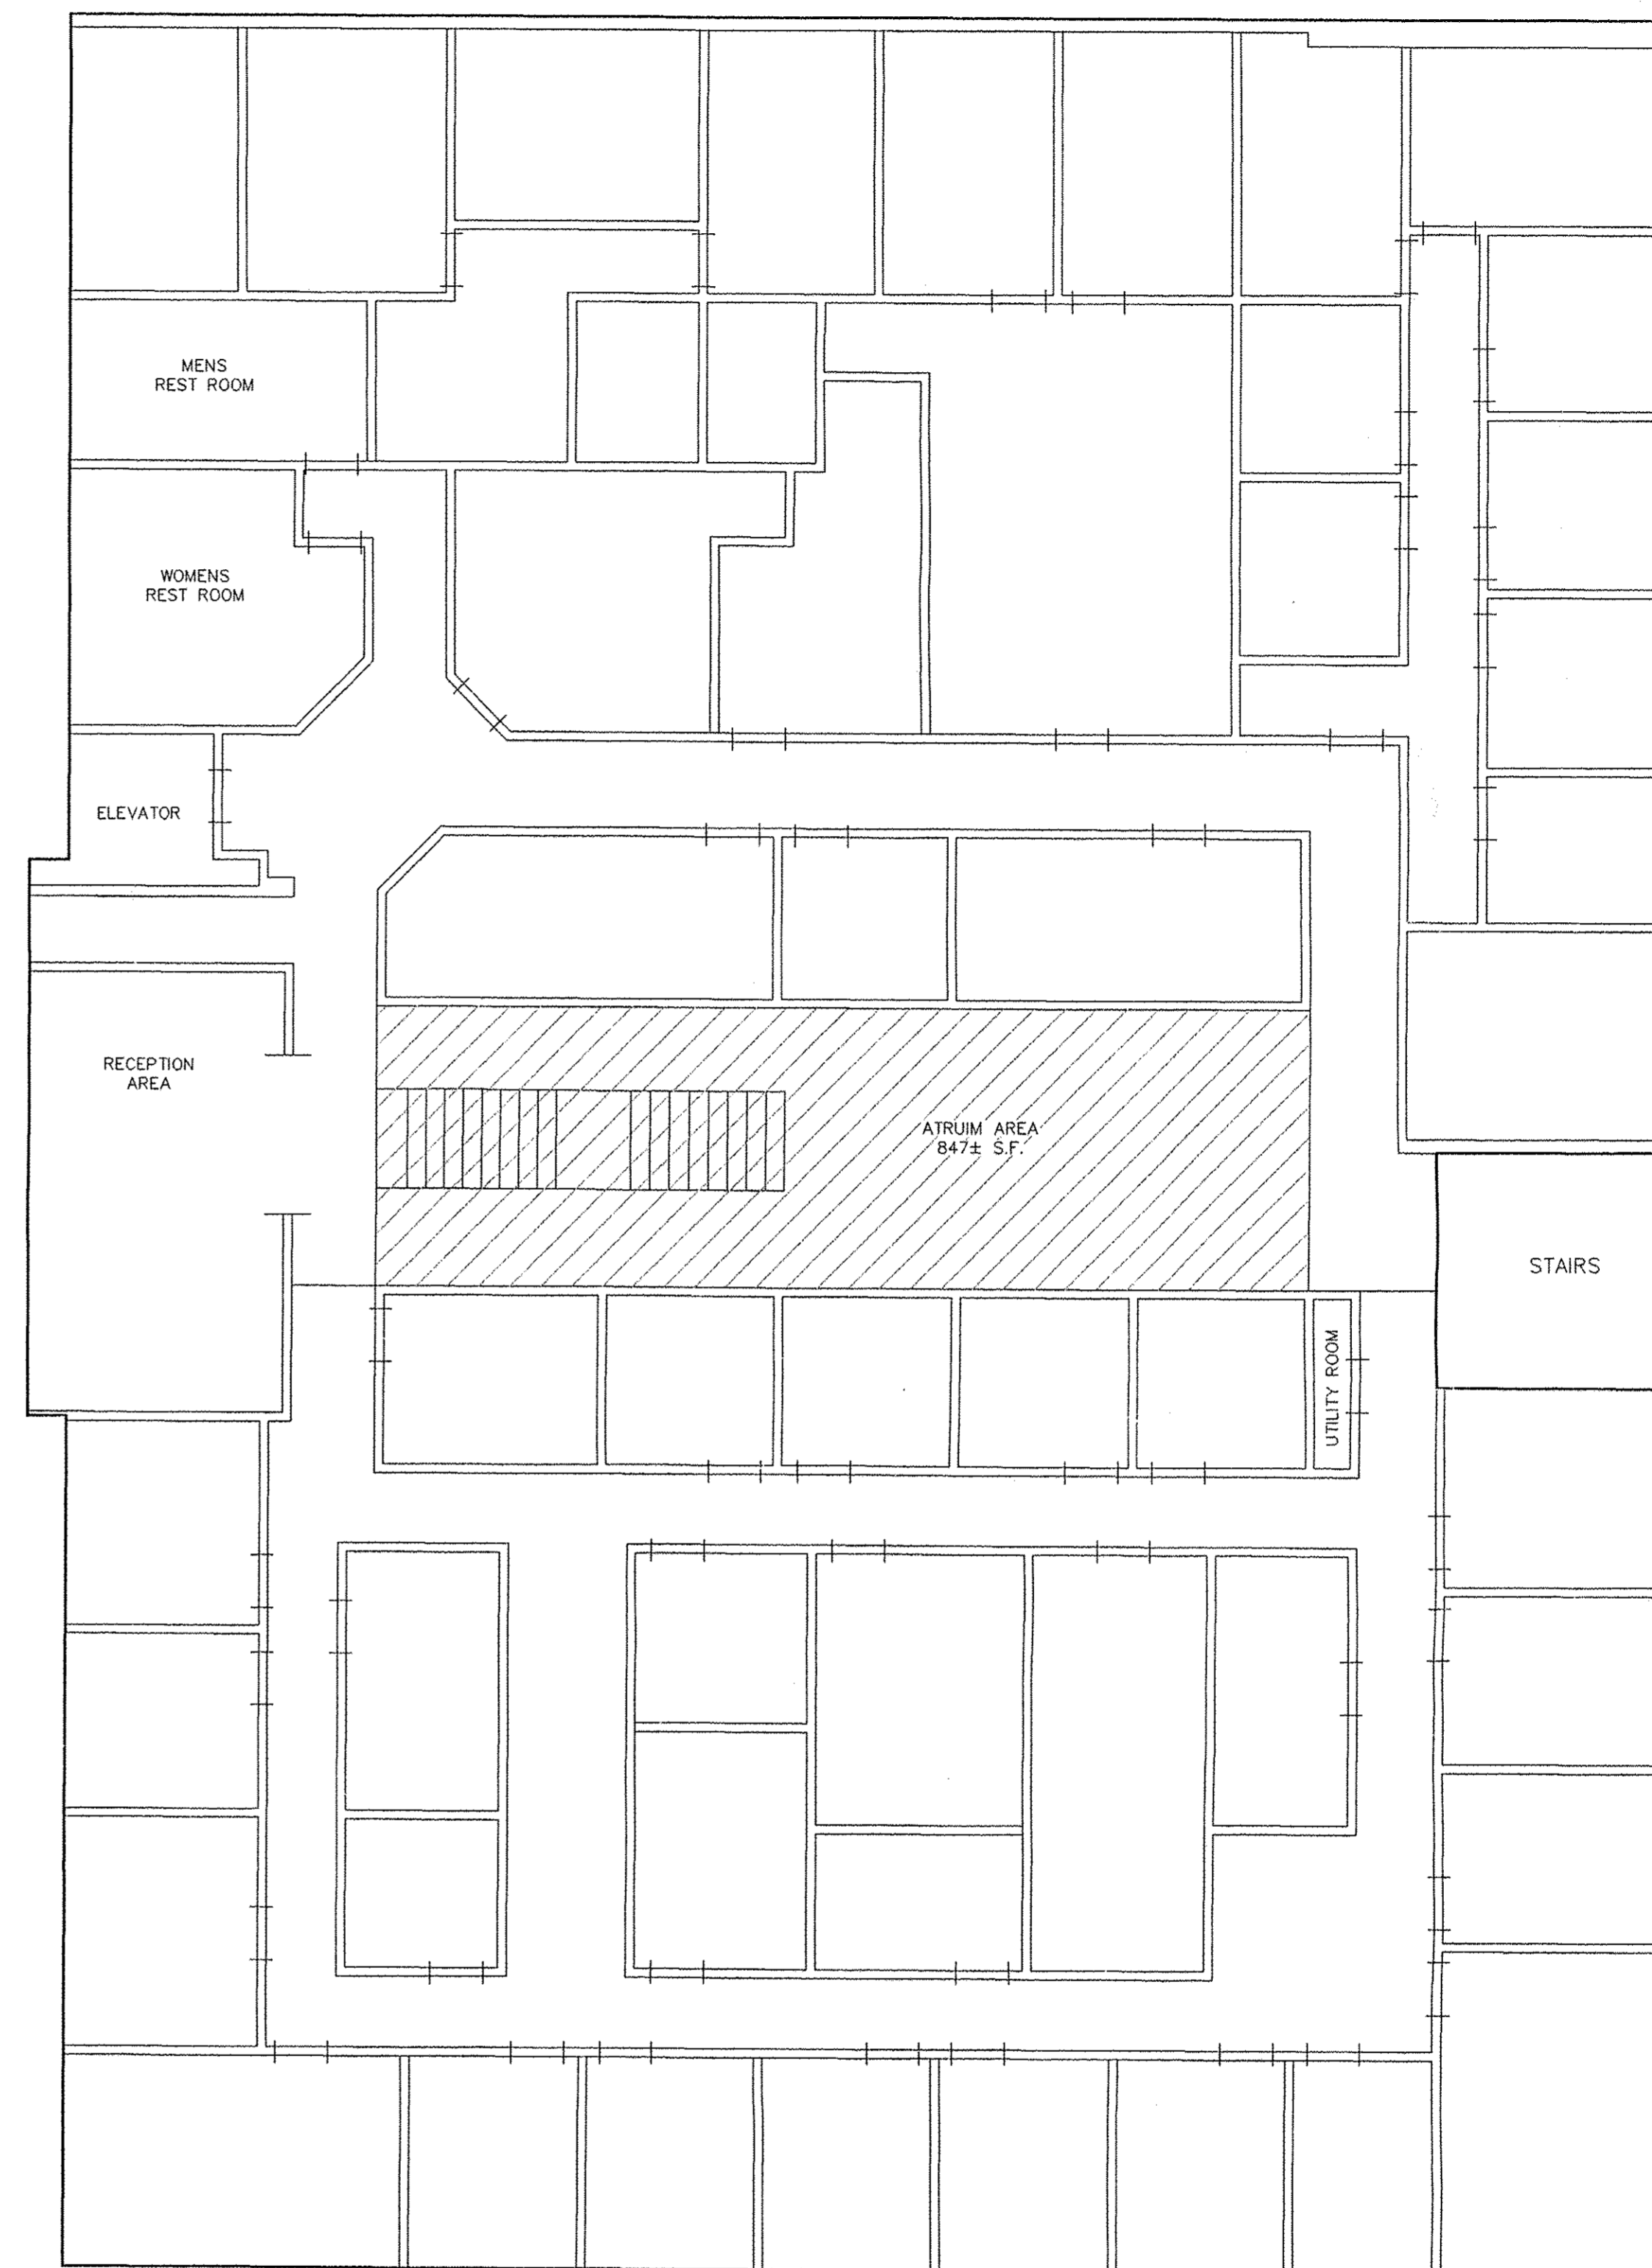 MENS
REST ROOM
WOMENS
REST ROOM
ELEVATOR
RECEPTION
AREA
ATRUIM AREA
847± S.F.
STAIRS
UTILITY ROOM